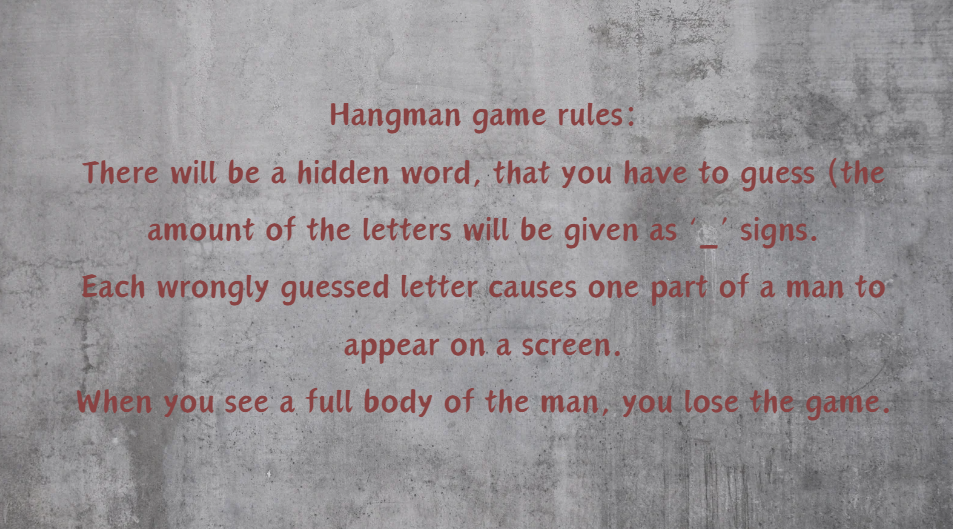 Hangman game rules:
There will be a hidden word, that you have to guess (the
amount of the letters will be given as ‘_’ signs.
Each wrongly guessed letter causes one part of a man to
appear on a screen.
When you see a full body of the man, you lose the game.